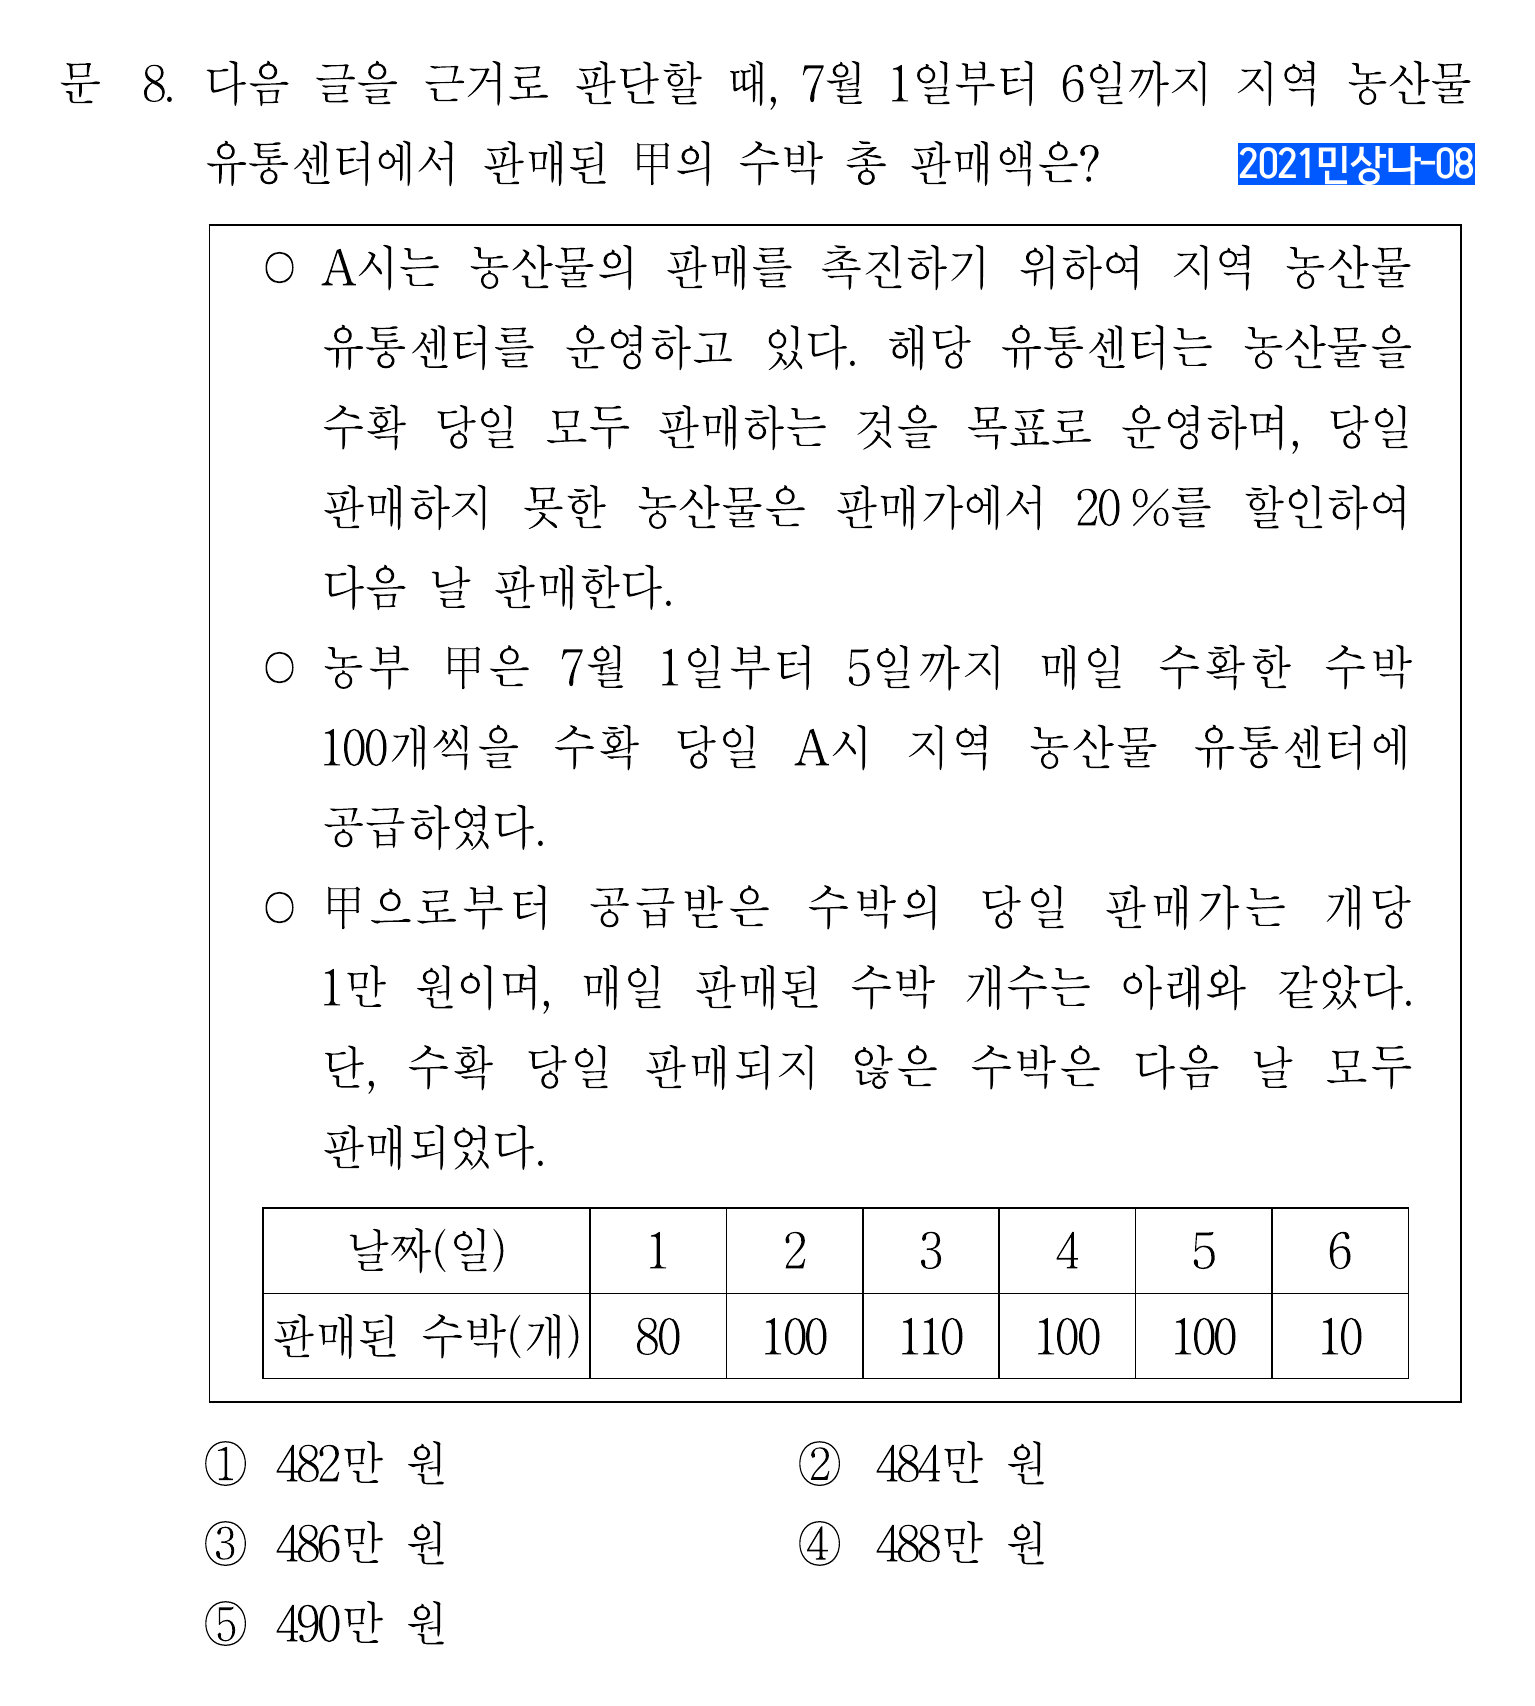 문 8. 다음 글을 근거로 판단할 때, 7월 1일부터 6일까지 지역 농산물
유통센터에서 판매된 甲의 수박 총 판매액은?
2021민상나-08
○ A시는 농산물의 판매를 촉진하기 위하여 지역 농산물
유통센터를 운영하고 있다. 해당 유통센터는 농산물을
수확 당일 모두 판매하는 것을 목표로 운영하며, 당일
판매하지 못한 농산물은 판매가에서 20%를 할인하여
다음 날 판매한다.
○ 농부 甲은 7월 1일부터 5일까지 매일 수확한 수박
100개씩을 수확 당일 A시 지역 농산물 유통센터에
공급하였다.
○ 甲으로부터 공급받은 수박의 당일 판매가는 개당
1만 원이며, 매일 판매된 수박 개수는 아래와 같았다.
단, 수확 당일 판매되지 않은 수박은 다음 날 모두
판매되었다.
날짜(일) 1 2 3 4 5 6
판매된 수박(개) 80 100 110 100 100 10
① 482만 원 ② 484만 원
③ 486만 원 ④ 488만 원
⑤ 490만 원